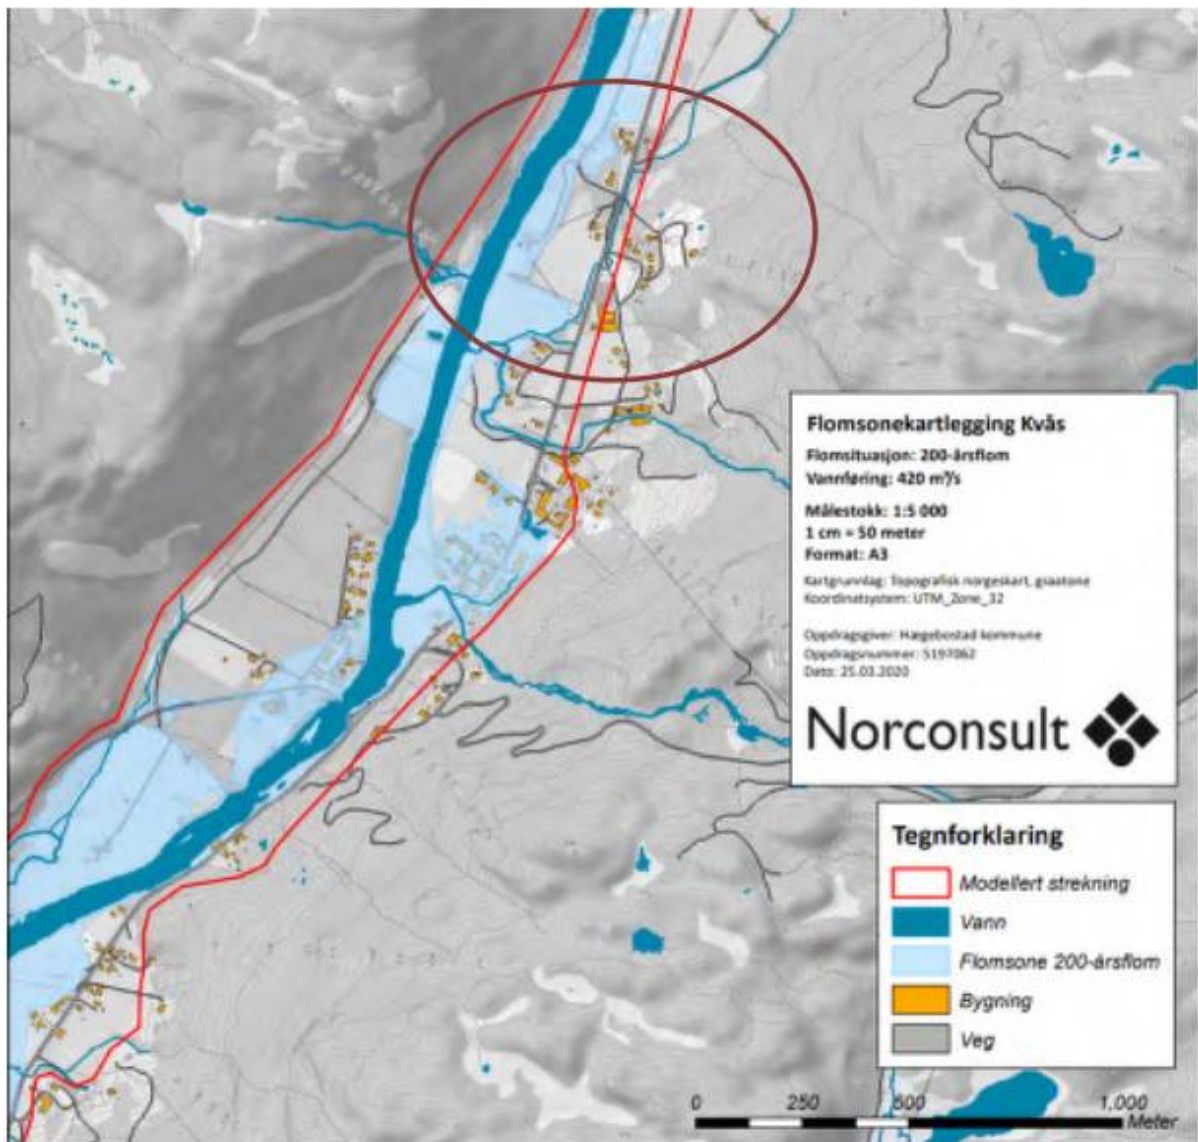 Flomsonekartlegging Kvås
Flomsituasjon: 200-årsflom
Vannføring: 420 m³/s
Målestokk: 1:5 000
1 cm = 50 meter
Format: A3
Kartgrunnlag: Topografisk norgeskart, graatone
Koordinatsystem: UTM_Zone_32
Oppdragsgiver: Hægebostad kommune
Oppdragsnummer: 5197062
Dato: 25.03.2020
Norconsult
Tegnforklaring
Modellert strekning
Vann
Flomsone 200-årsflom
Bygning
Veg
0 250 500 1,000
Meter